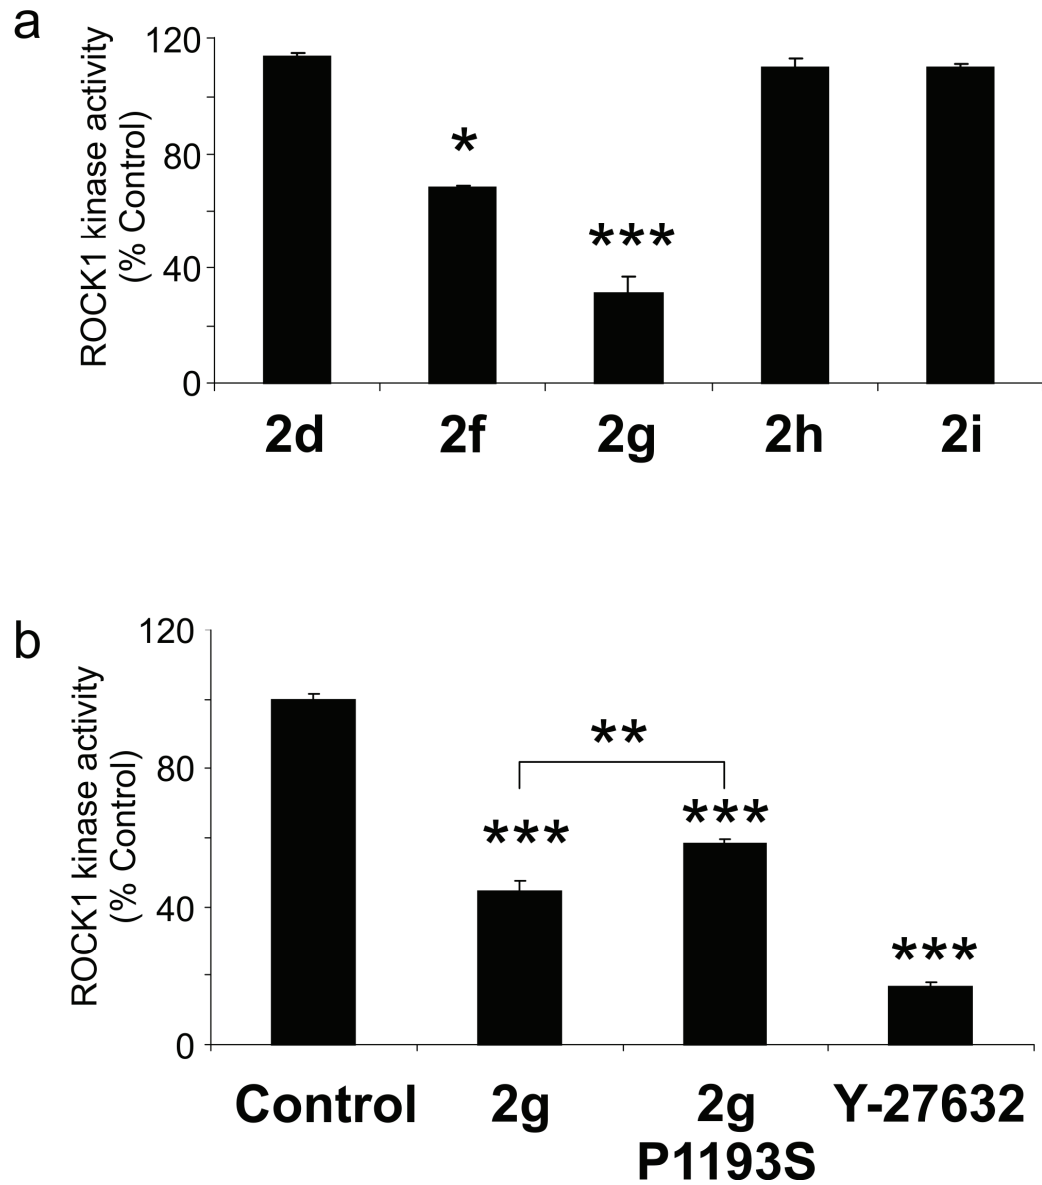 a
ROCK1 kinase activity
(% Control)
120
80
40
0
*
***
2d 2f 2g 2h 2i
b
ROCK1 kinase activity
(% Control)
120
80
40
0
**
***
***
***
Control 2g 2g Y-27632
P1193S